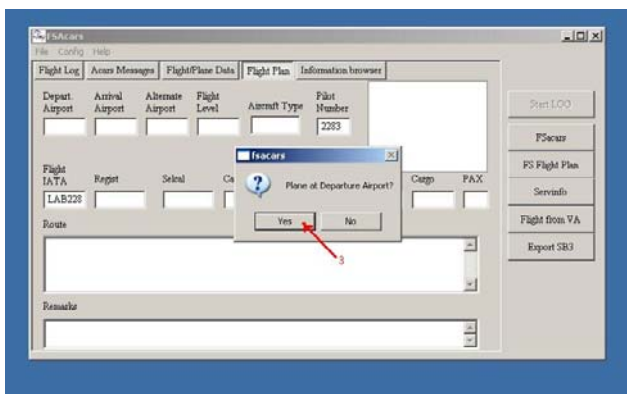 FSAcars
File Config Help
Flight Log Acars Messages Flight/Plane Data Flight Plan Information browser
Depart. Airport Arrival Airport Alternate Airport Flight Level Aircraft Type Pilot Number
2283
Start LOG
FSacars
FS Flight Plan
Servinfo
Flight from VA
Export SB3
fsacars
Plane at Departure Airport?
Yes No
3
Flight IATA Regist Selcal Ca Cargo PAX
LAB228
Route
Remarks